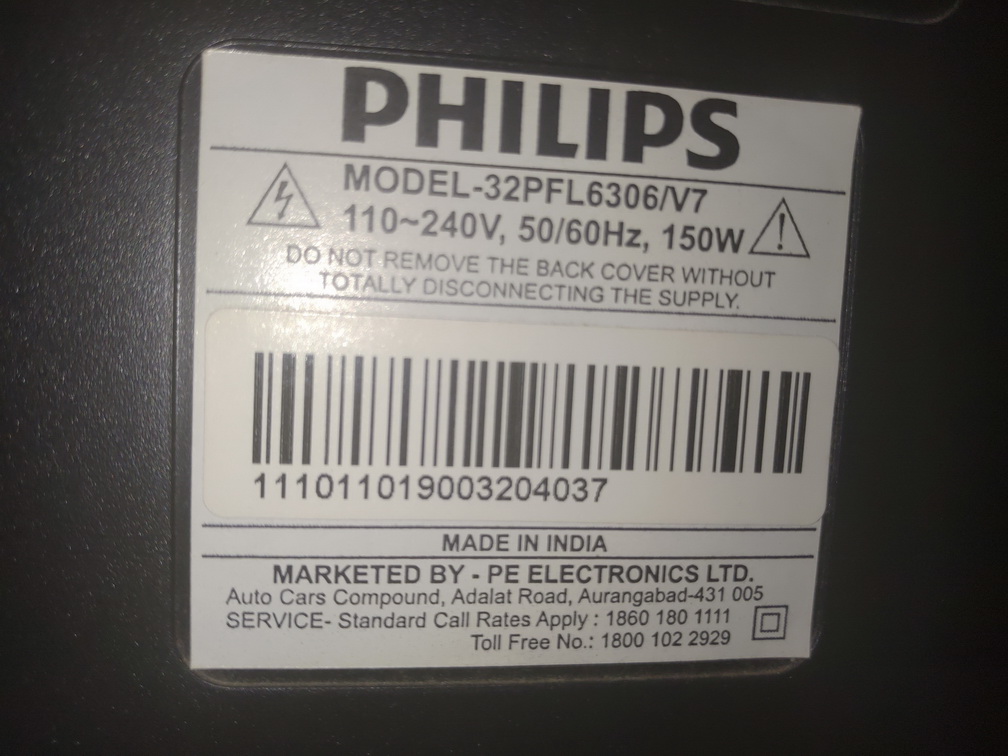 PHILIPS
MODEL-32PFL6306/V7
110~240V, 50/60Hz, 150W
DO NOT REMOVE THE BACK COVER WITHOUT
TOTALLY DISCONNECTING THE SUPPLY.
111011019003204037
MADE IN INDIA
MARKETED BY - PE ELECTRONICS LTD.
Auto Cars Compound, Adalat Road, Aurangabad-431 005
SERVICE- Standard Call Rates Apply : 1860 180 1111
Toll Free No.: 1800 102 2929